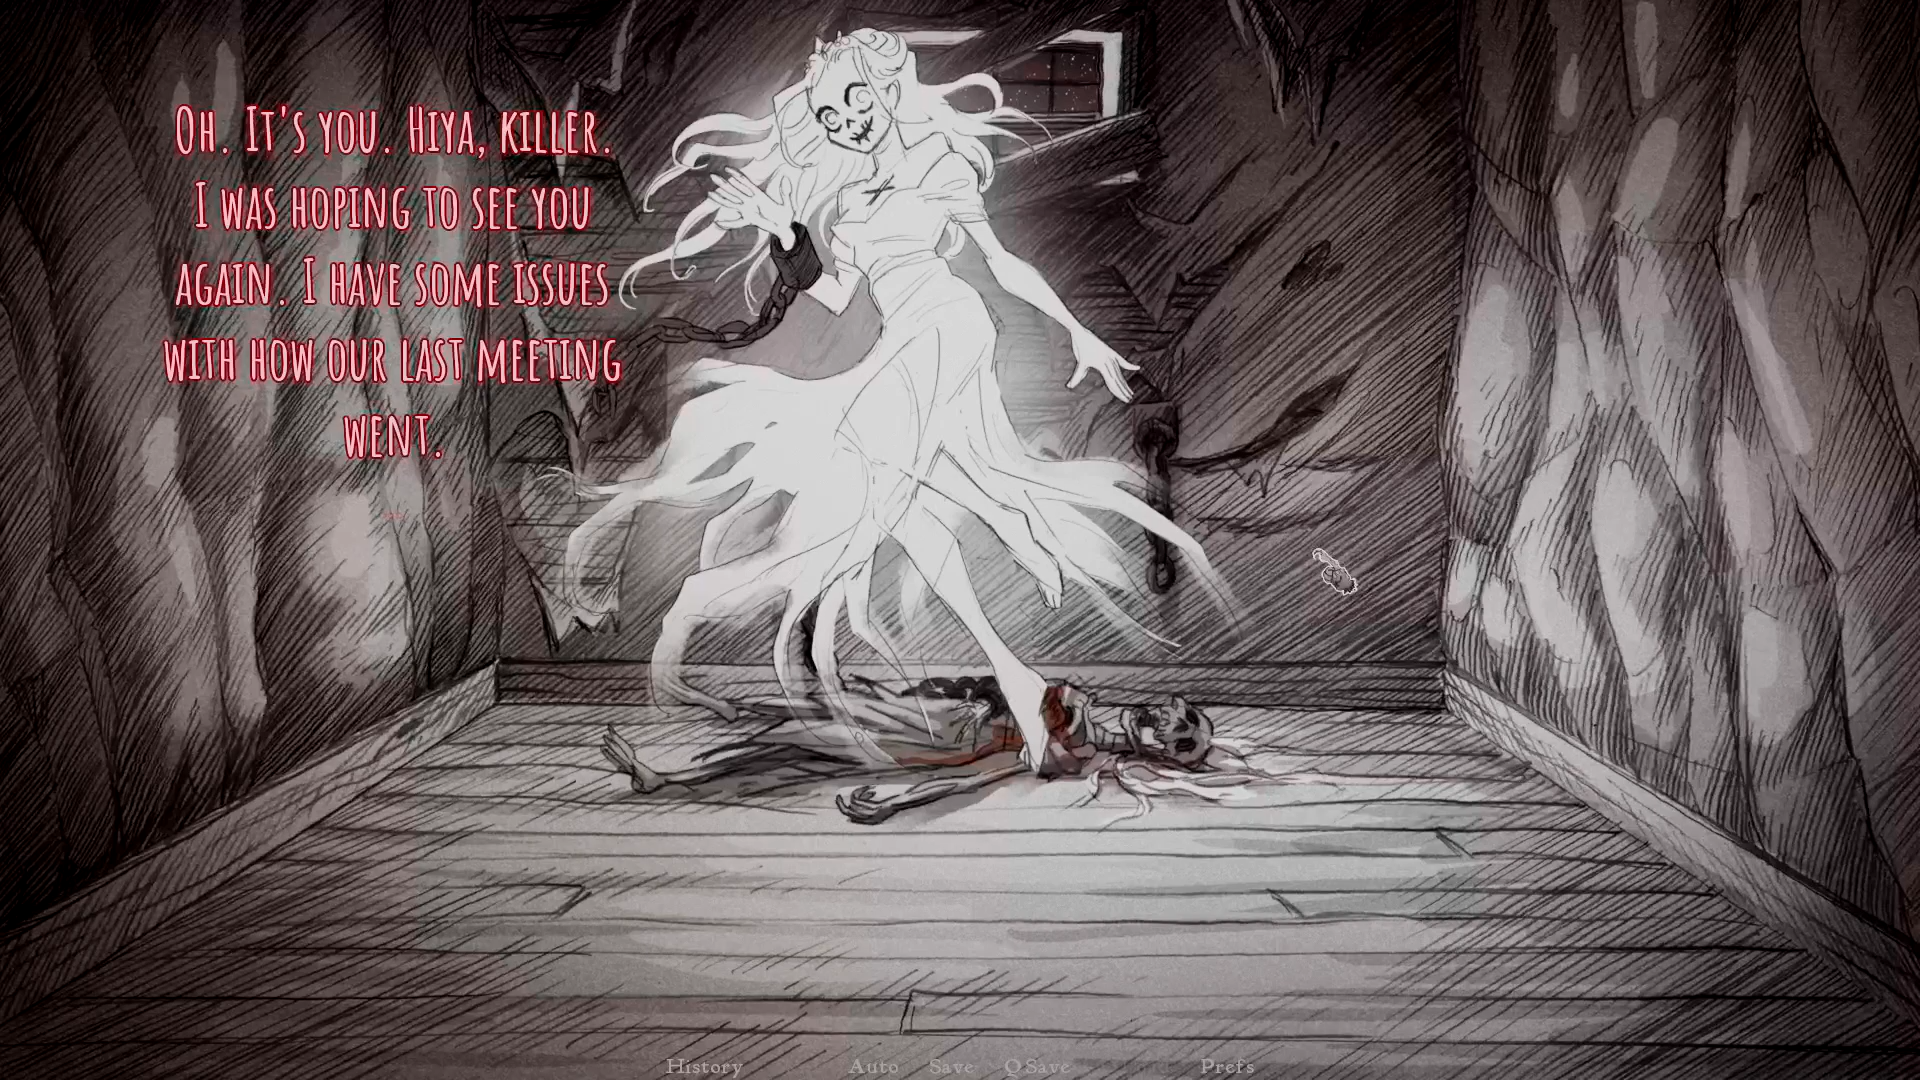 Oh. It's you. Hiya, killer.
I was hoping to see you
again. I have some issues
with how our last meeting
went.
History Auto Save QSave Prefs